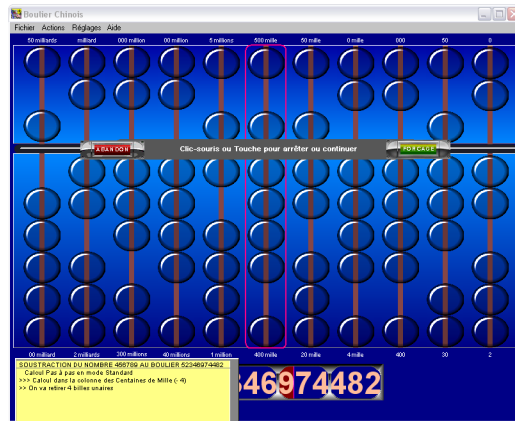 Boulier Chinois
Fichier Actions Réglages Aide
50 milliards milliard 000 million 00 million 5 millions 500 mille 50 mille 0 mille 000 50 0
ABANDON Clic-souris ou Touche pour arrêter ou continuer FORCAGE
00 milliard 2 milliards 300 millions 40 millions 1 million 400 mille 20 mille 4 mille 400 30 2
SOUSTRACTION DU NOMBRE 456789 AU BOULIER 52346974482
Calcul Pas à pas en mode Standard
>>> Calcul dans la colonne des Centaines de Mille (- 4)
>> On va retirer 4 billes unaires
46974482